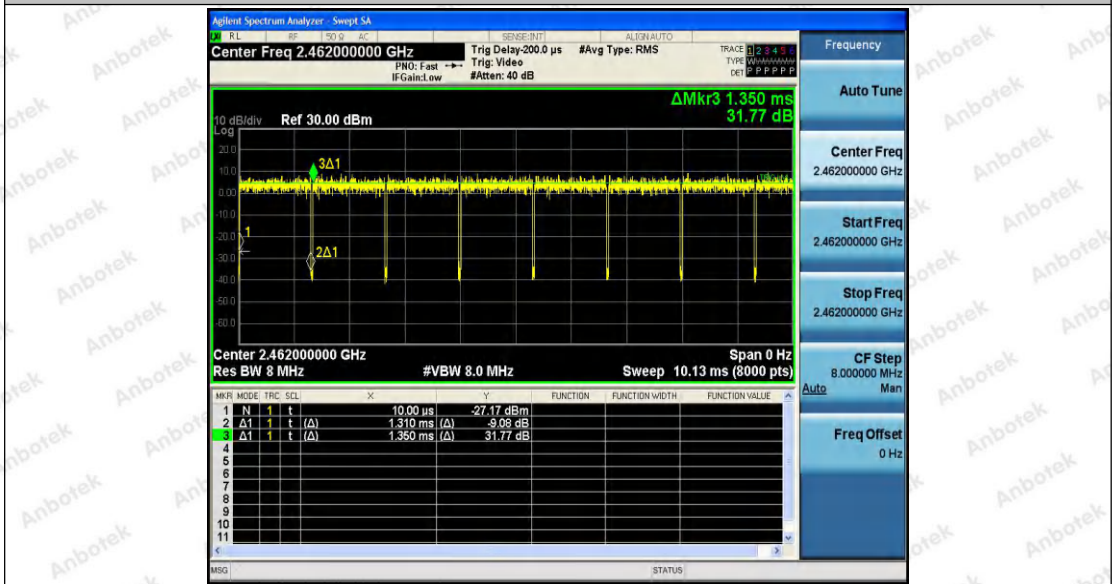 Agilent Spectrum Analyzer - Swept SA
RL RF 50 Ω AC SENSE:INT ALIGN AUTO
Center Freq 2.462000000 GHz
PNO: Fast
IFGain:Low
Trig Delay-200.0 µs
Trig: Video
#Atten: 40 dB
#Avg Type: RMS
TRACE 1 2 3 4 5 6
TYPE WWWWWW
DET P P P P P P
ΔMkr3 1.350 ms
31.77 dB
10 dB/div Ref 30.00 dBm
Log
20.0
10.0
0.00
-10.0
-20.0
-30.0
-40.0
-50.0
-60.0
3Δ1
1
2Δ1
Center 2.462000000 GHz Span 0 Hz
Res BW 8 MHz #VBW 8.0 MHz Sweep 10.13 ms (8000 pts)
MKR MODE TRC SCL X Y FUNCTION FUNCTION WIDTH FUNCTION VALUE
1 N 1 t 10.00 µs -27.17 dBm
2 Δ1 1 t (Δ) 1.310 ms (Δ) -9.08 dB
3 Δ1 1 t (Δ) 1.350 ms (Δ) 31.77 dB
4
5
6
7
8
9
10
11
MSG STATUS
Frequency
Auto Tune
Center Freq
2.462000000 GHz
Start Freq
2.462000000 GHz
Stop Freq
2.462000000 GHz
CF Step
8.000000 MHz
Auto Man
Freq Offset
0 Hz
Anbotek